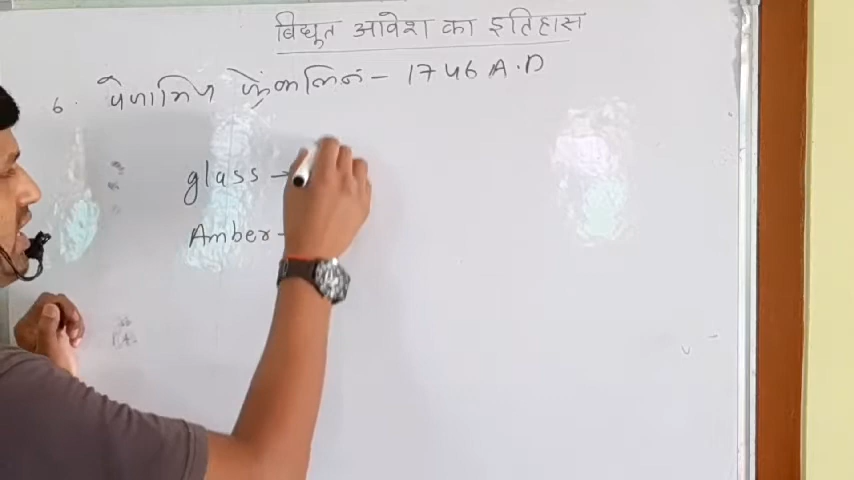 विद्युत आवेश का इतिहास
6. वेंजामिन फ्रेंकलिन - 1746 A.D
glass →
Amber -